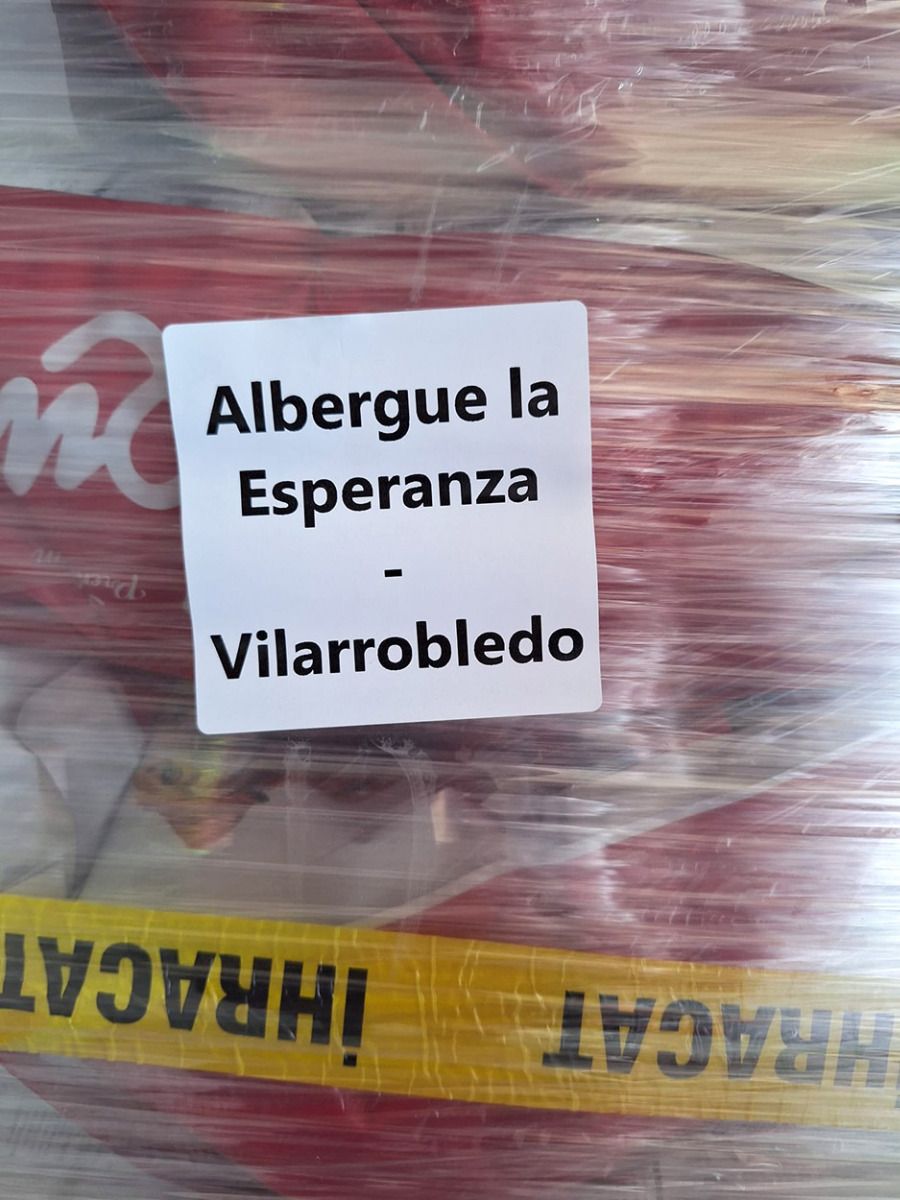 Albergue la
Esperanza
-
Vilarrobledo
İHRACAT
İHRACAT